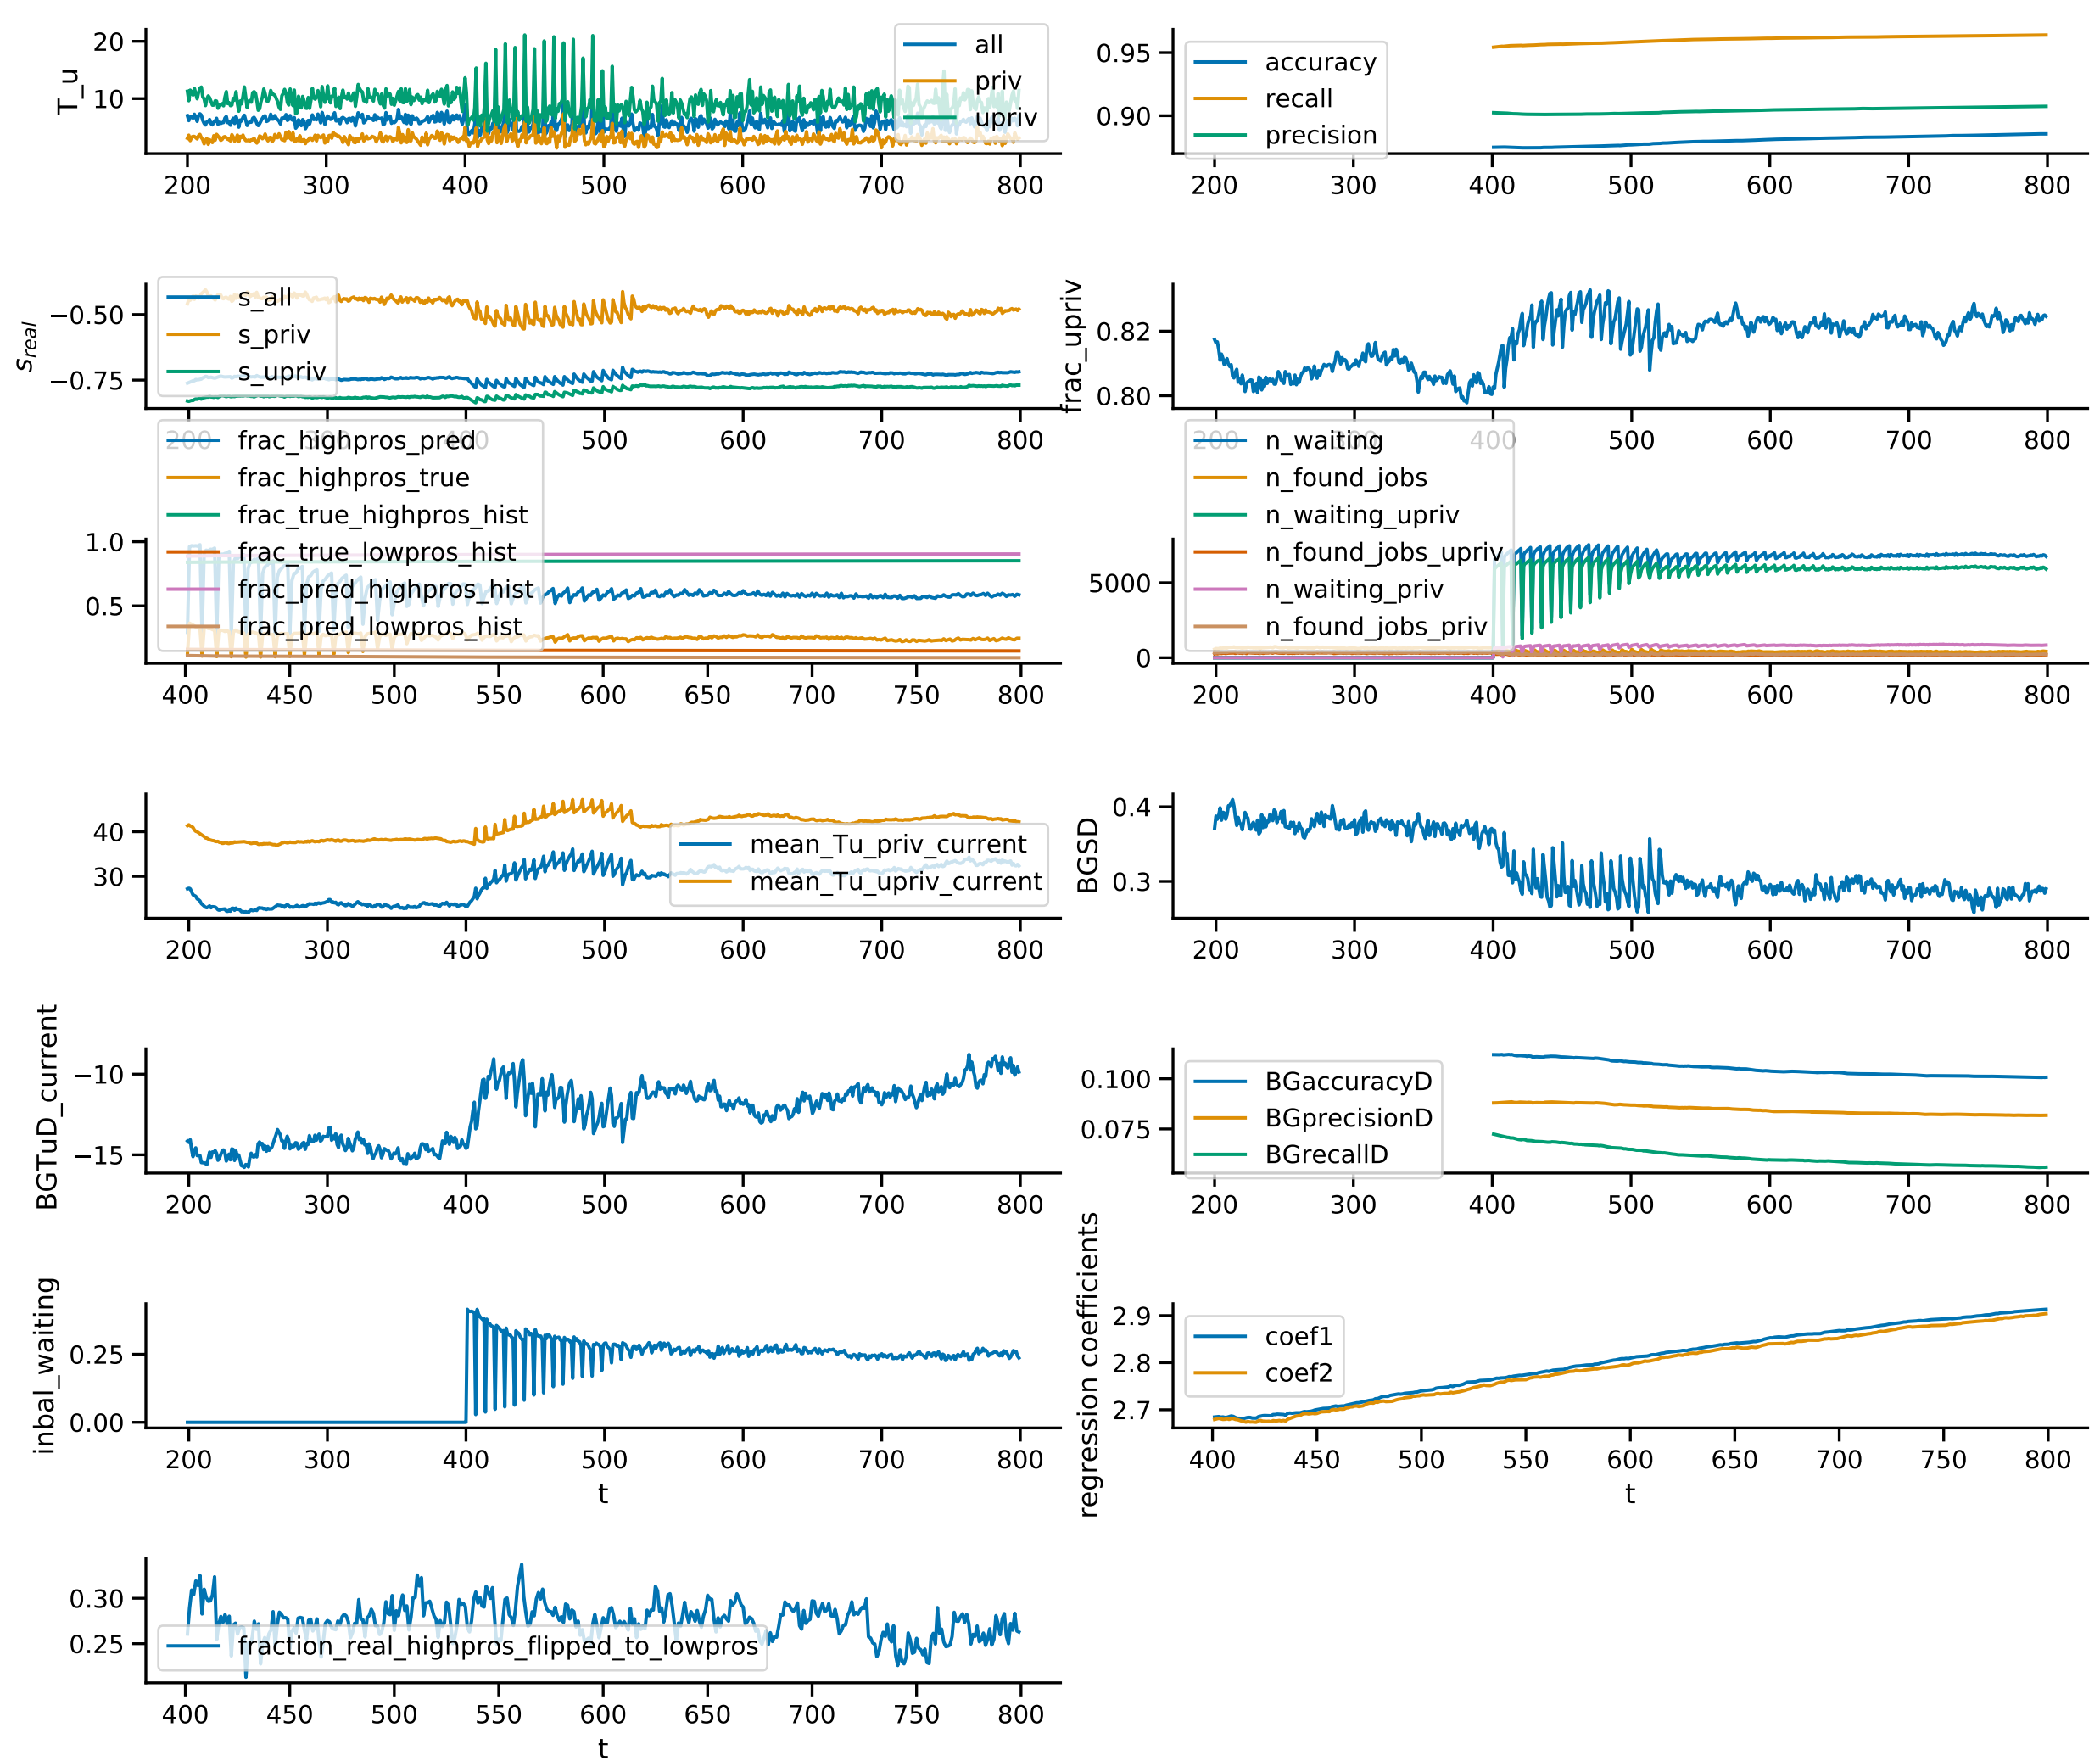 T_u
20
10
all
priv
upriv
200 300 400 500 600 700 800
0.95
0.90
accuracy
recall
precision
200 300 400 500 600 700 800
s_real
−0.50
−0.75
s_all
s_priv
s_upriv
200 300 400 500 600 700 800
frac_upriv
0.82
0.80
200 300 400 500 600 700 800
frac_highpros_pred
frac_highpros_true
frac_true_highpros_hist
frac_true_lowpros_hist
frac_pred_highpros_hist
frac_pred_lowpros_hist
1.0
0.5
400 450 500 550 600 650 700 750 800
n_waiting
n_found_jobs
n_waiting_upriv
n_found_jobs_upriv
n_waiting_priv
n_found_jobs_priv
5000
0
200 300 400 500 600 700 800
40
30
mean_Tu_priv_current
mean_Tu_upriv_current
200 300 400 500 600 700 800
BGSD
0.4
0.3
200 300 400 500 600 700 800
BGTuD_current
−10
−15
200 300 400 500 600 700 800
0.100
0.075
BGaccuracyD
BGprecisionD
BGrecallD
200 300 400 500 600 700 800
inbal_waiting
0.25
0.00
200 300 400 500 600 700 800
t
regression coefficients
2.9
2.8
2.7
coef1
coef2
400 450 500 550 600 650 700 750 800
t
0.30
0.25
fraction_real_highpros_flipped_to_lowpros
400 450 500 550 600 650 700 750 800
t